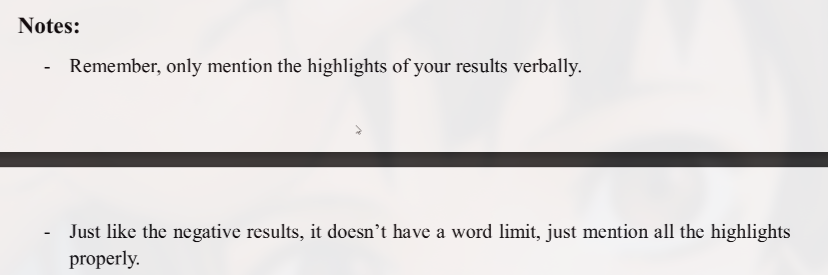 Notes:
- Remember, only mention the highlights of your results verbally.
- Just like the negative results, it doesn’t have a word limit, just mention all the highlights
properly.